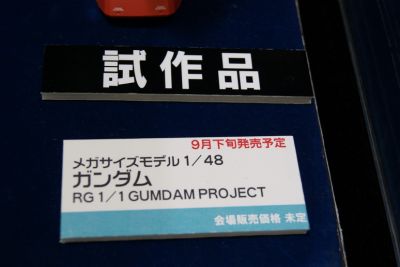 試作品
9月下旬発売予定
メガサイズモデル 1/48
ガンダム
RG 1/1 GUMDAM PROJECT
会場販売価格 未定